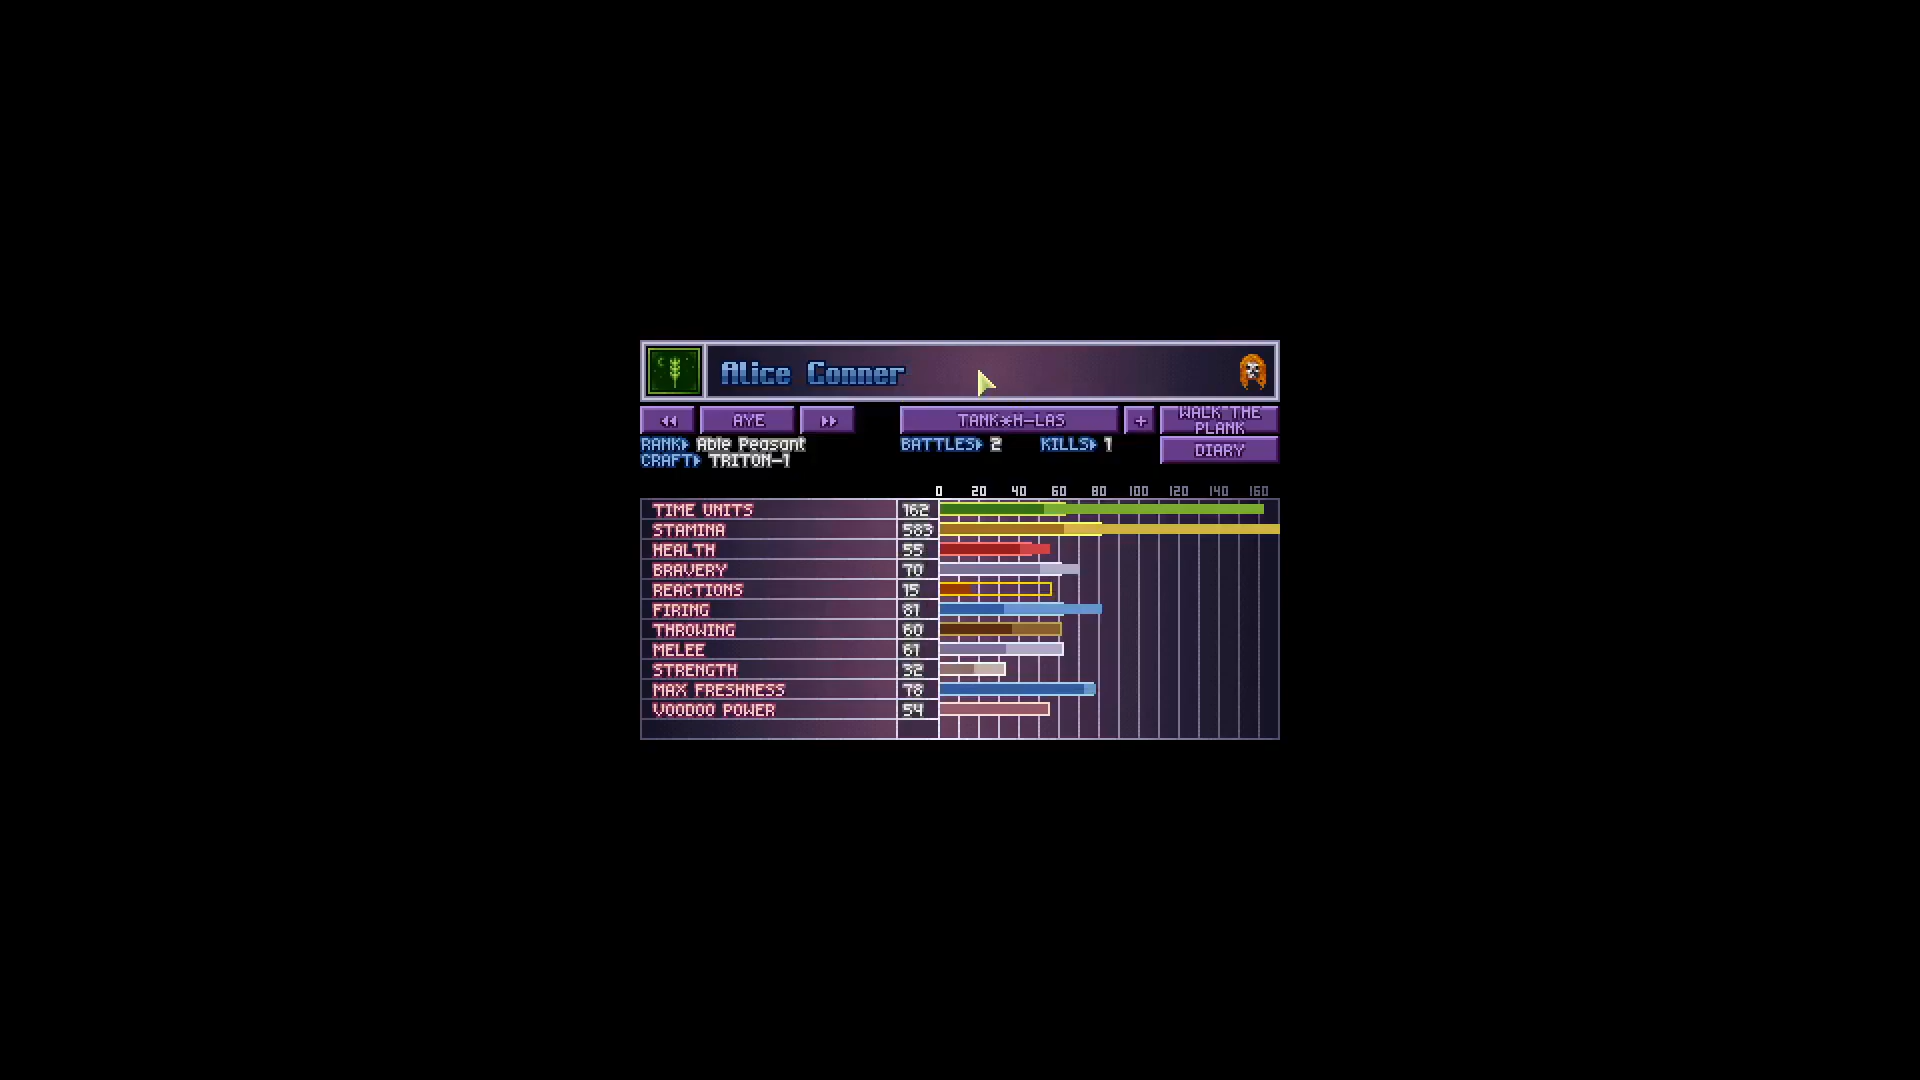 Alice Conner
AYE
TANK*H-LAS
+
WALK THE
PLANK
RANK Able Peasant
BATTLES 2
KILLS 1
DIARY
CRAFT TRITON-1
0 20 40 60 80 100 120 140 160
TIME UNITS 162
STAMINA 583
HEALTH 55
BRAVERY 70
REACTIONS 15
FIRING 81
THROWING 60
MELEE 61
STRENGTH 32
MAX FRESHNESS 78
VOODOO POWER 54